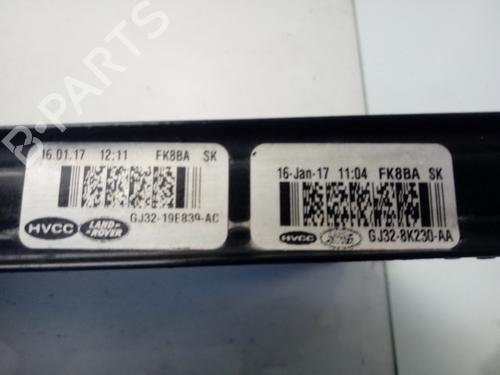 16.01.17 12:11 FK8BA SK
GJ32-19E839-AC
HVCC LAND-ROVER
16-Jan-17 11:04 FK8BA SK
GJ32-8K230-AA
HVCC
B-PARTS